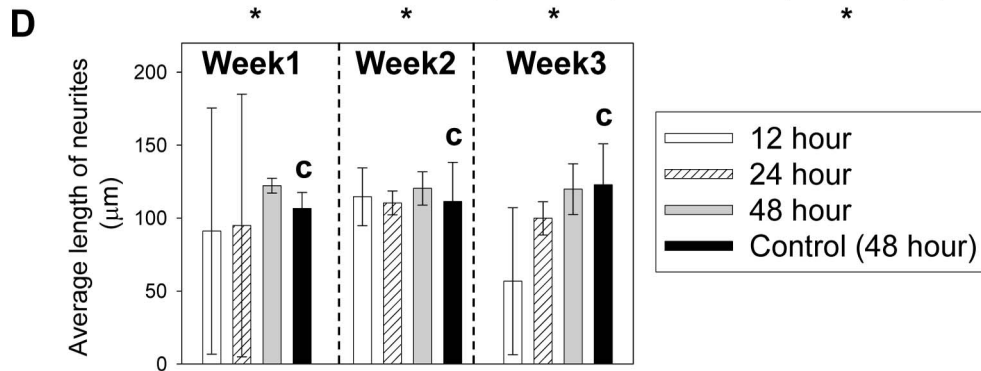 * * * *
D
Week1 Week2 Week3
Average length of neurites
(μm)
200
150
100
50
0
c c c
12 hour
24 hour
48 hour
Control (48 hour)